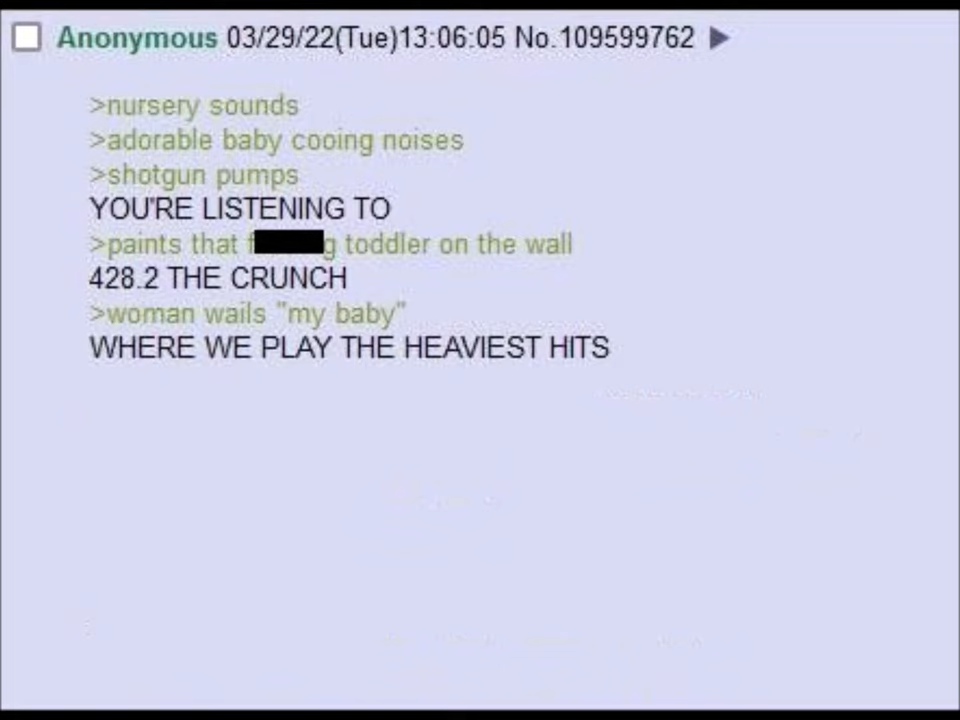 Anonymous 03/29/22(Tue)13:06:05 No.109599762
>nursery sounds
>adorable baby cooing noises
>shotgun pumps
YOU'RE LISTENING TO
>paints that f g toddler on the wall
428.2 THE CRUNCH
>woman wails "my baby"
WHERE WE PLAY THE HEAVIEST HITS